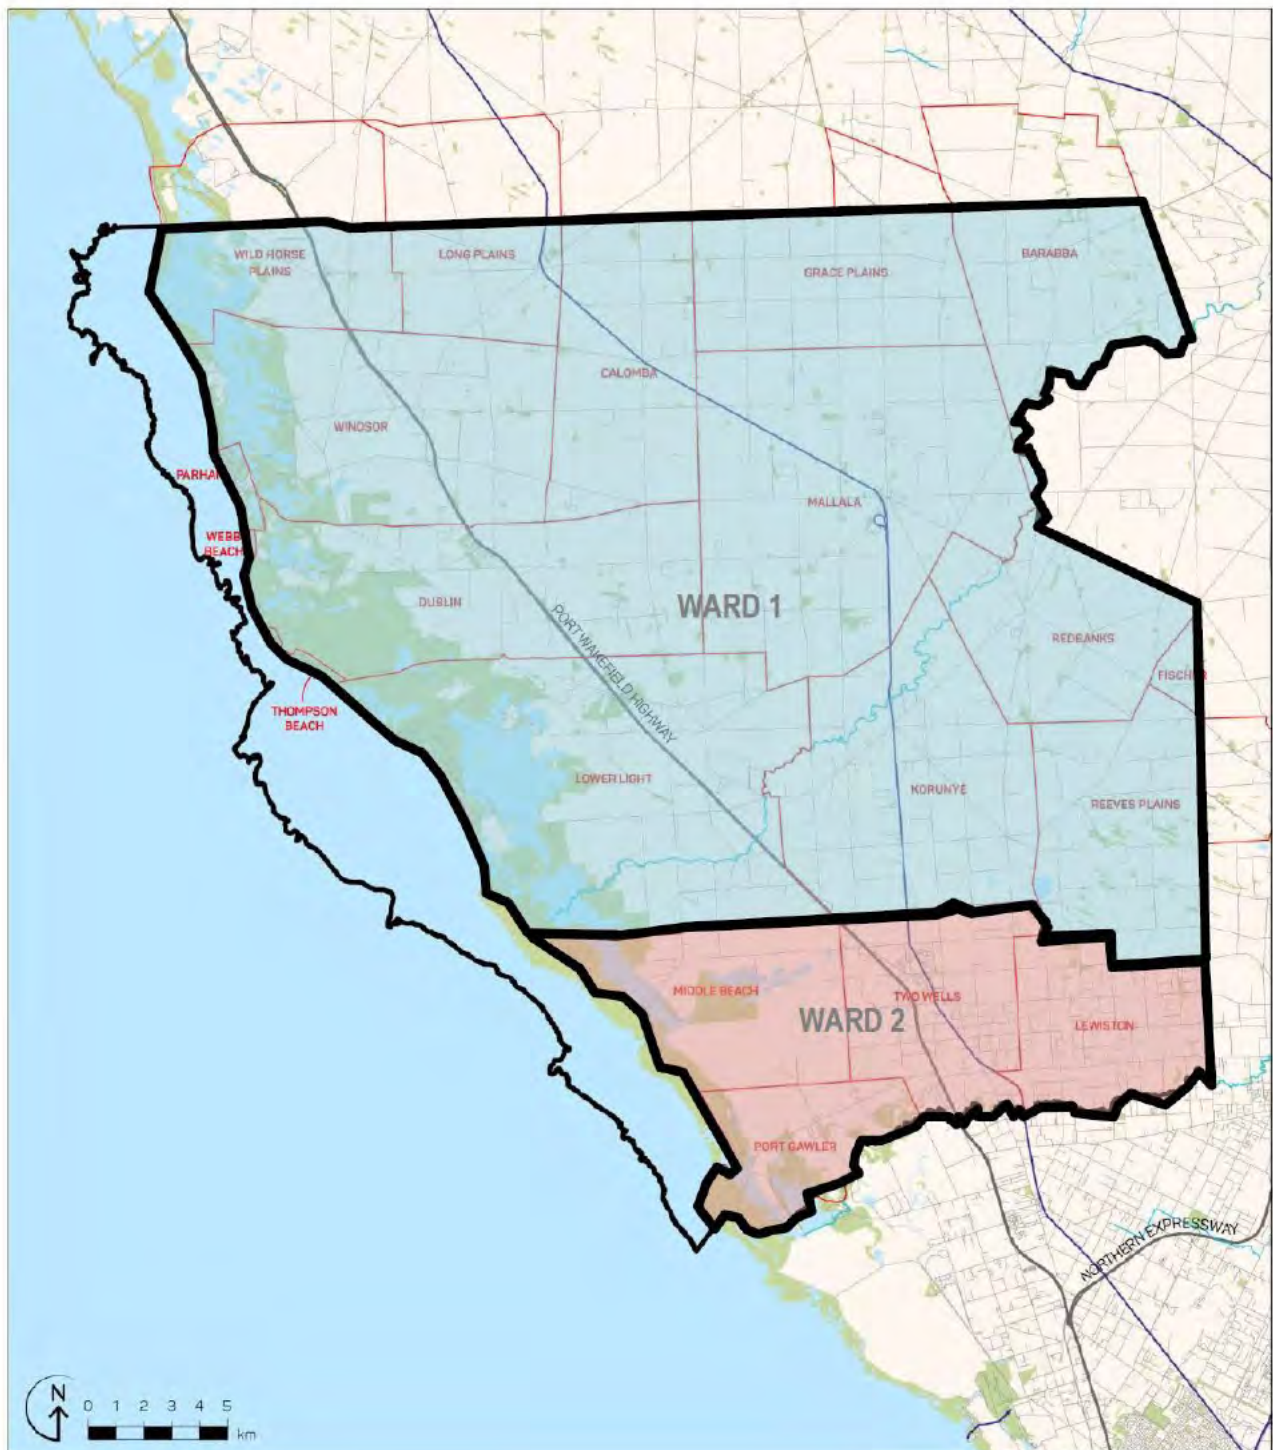 WILD HORSE
PLAINS
LONG PLAINS
GRACE PLAINS
BARABBA
CALOMBA
WINDSOR
PARHA
MALLALA
WEBB
BEACH
DUBLIN
WARD 1
PORT WAKEFIELD HIGHWAY
REDBANKS
FISCH
THOMPSON
BEACH
LOWER LIGHT
KORUNYE
REEVES PLAINS
MIDDLE BEACH
TWO WELLS
WARD 2
LEWISTON
PORT GAWLER
NORTHERN EXPRESSWAY
N
0 1 2 3 4 5
km